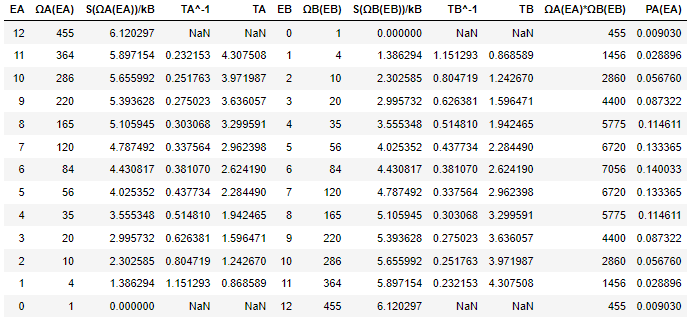 EA ΩA(EA) S(ΩA(EA))/kB TA^-1 TA EB ΩB(EB) S(ΩB(EB))/kB TB^-1 TB ΩA(EA)*ΩB(EB) PA(EA)
12 455 6.120297 NaN NaN 0 1 0.000000 NaN NaN 455 0.009030
11 364 5.897154 0.232153 4.307508 1 4 1.386294 1.151293 0.868589 1456 0.028896
10 286 5.655992 0.251763 3.971987 2 10 2.302585 0.804719 1.242670 2860 0.056760
9 220 5.393628 0.275023 3.636057 3 20 2.995732 0.626381 1.596471 4400 0.087322
8 165 5.105945 0.303068 3.299591 4 35 3.555348 0.514810 1.942465 5775 0.114611
7 120 4.787492 0.337564 2.962398 5 56 4.025352 0.437734 2.284490 6720 0.133365
6 84 4.430817 0.381070 2.624190 6 84 4.430817 0.381070 2.624190 7056 0.140033
5 56 4.025352 0.437734 2.284490 7 120 4.787492 0.337564 2.962398 6720 0.133365
4 35 3.555348 0.514810 1.942465 8 165 5.105945 0.303068 3.299591 5775 0.114611
3 20 2.995732 0.626381 1.596471 9 220 5.393628 0.275023 3.636057 4400 0.087322
2 10 2.302585 0.804719 1.242670 10 286 5.655992 0.251763 3.971987 2860 0.056760
1 4 1.386294 1.151293 0.868589 11 364 5.897154 0.232153 4.307508 1456 0.028896
0 1 0.000000 NaN NaN 12 455 6.120297 NaN NaN 455 0.009030